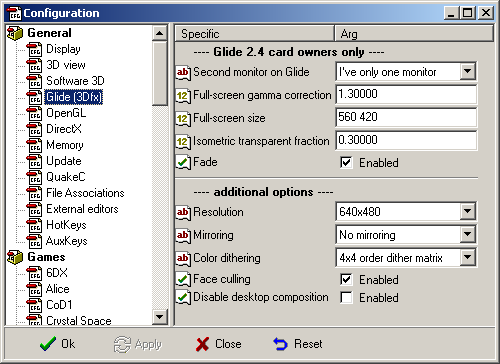 Configuration
General
Display
3D view
Software 3D
Glide (3Dfx)
OpenGL
DirectX
Memory
Update
QuakeC
File Associations
External editors
HotKeys
AuxKeys
Games
6DX
Alice
CoD1
Crystal Space
Specific Arg
---- Glide 2.4 card owners only ----
Second monitor on Glide I've only one monitor
Full-screen gamma correction 1.30000
Full-screen size 560 420
Isometric transparent fraction 0.30000
Fade Enabled
---- additional options ----
Resolution 640x480
Mirroring No mirroring
Color dithering 4x4 order dither matrix
Face culling Enabled
Disable desktop composition Enabled
Ok Apply Close Reset